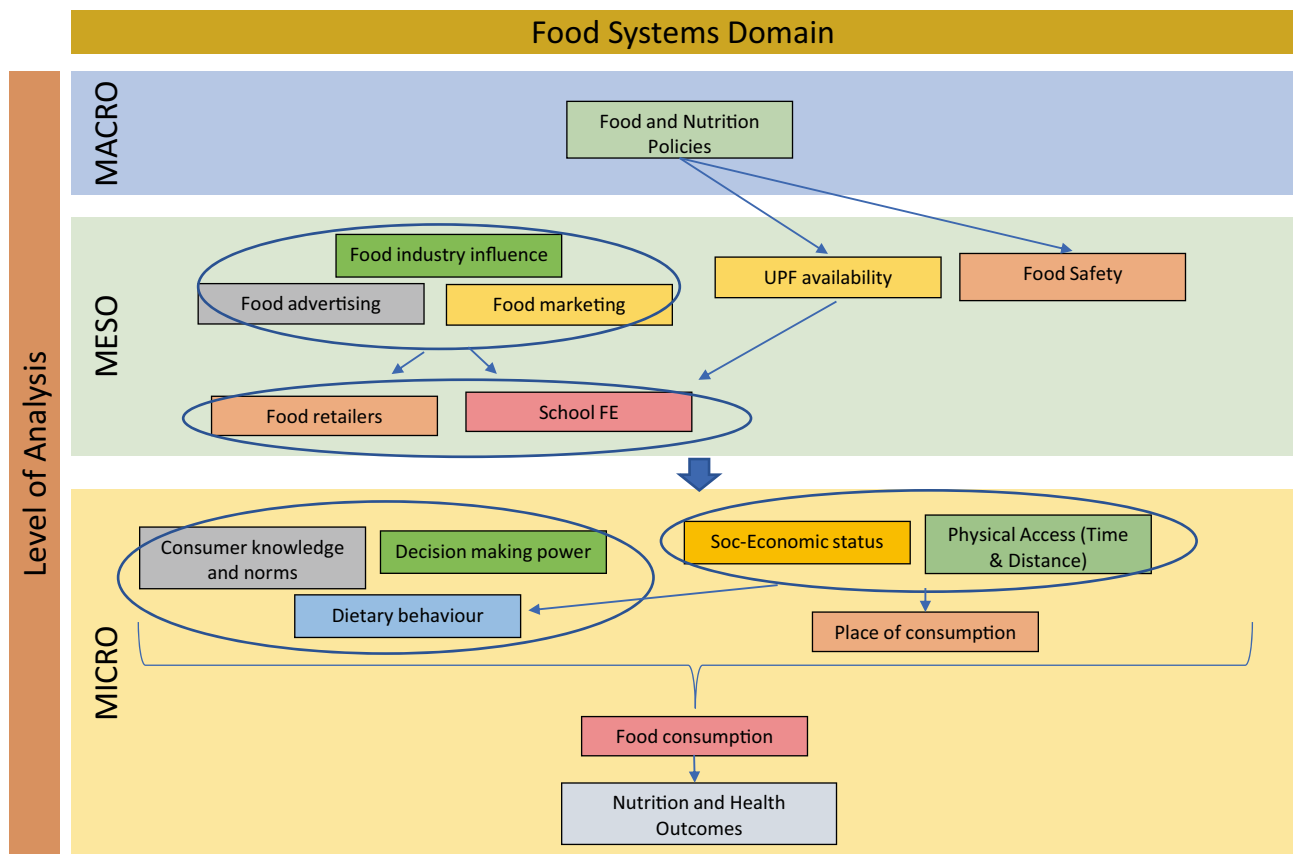 Food Systems Domain
Level of Analysis
MACRO
Food and Nutrition
Policies
MESO
Food industry influence
Food advertising
Food marketing
UPF availability
Food Safety
Food retailers
School FE
MICRO
Consumer knowledge
and norms
Decision making power
Dietary behaviour
Soc-Economic status
Physical Access (Time
& Distance)
Place of consumption
Food consumption
Nutrition and Health
Outcomes